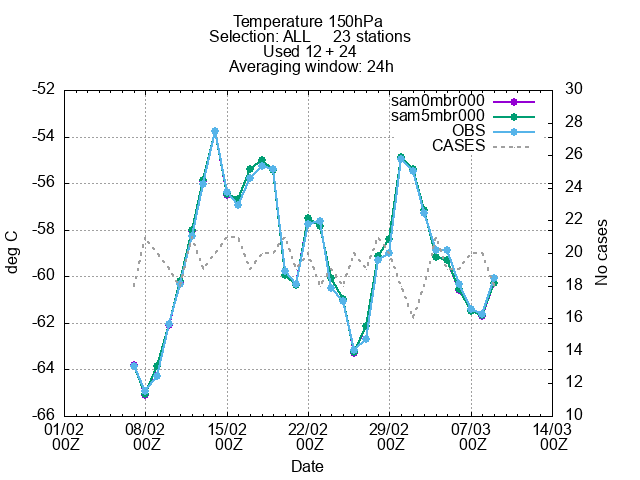 Temperature 150hPa
Selection: ALL 23 stations
Used 12 + 24
Averaging window: 24h
sam0mbr000
sam5mbr000
OBS
CASES
-52
-54
-56
-58
-60
-62
-64
-66
deg C
30
28
26
24
22
20
18
16
14
12
10
No cases
01/02 08/02 15/02 22/02 29/02 07/03 14/03
00Z 00Z 00Z 00Z 00Z 00Z 00Z
Date